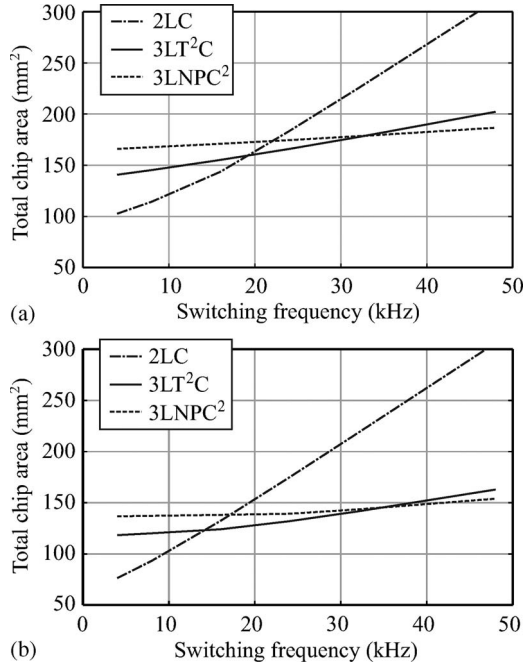 300
250
200
150
100
50
Total chip area (mm²)
2LC
3LT²C
3LNPC²
0
10
20
30
40
50
Switching frequency (kHz)
(a)
300
250
200
150
100
50
Total chip area (mm²)
2LC
3LT²C
3LNPC²
0
10
20
30
40
50
Switching frequency (kHz)
(b)